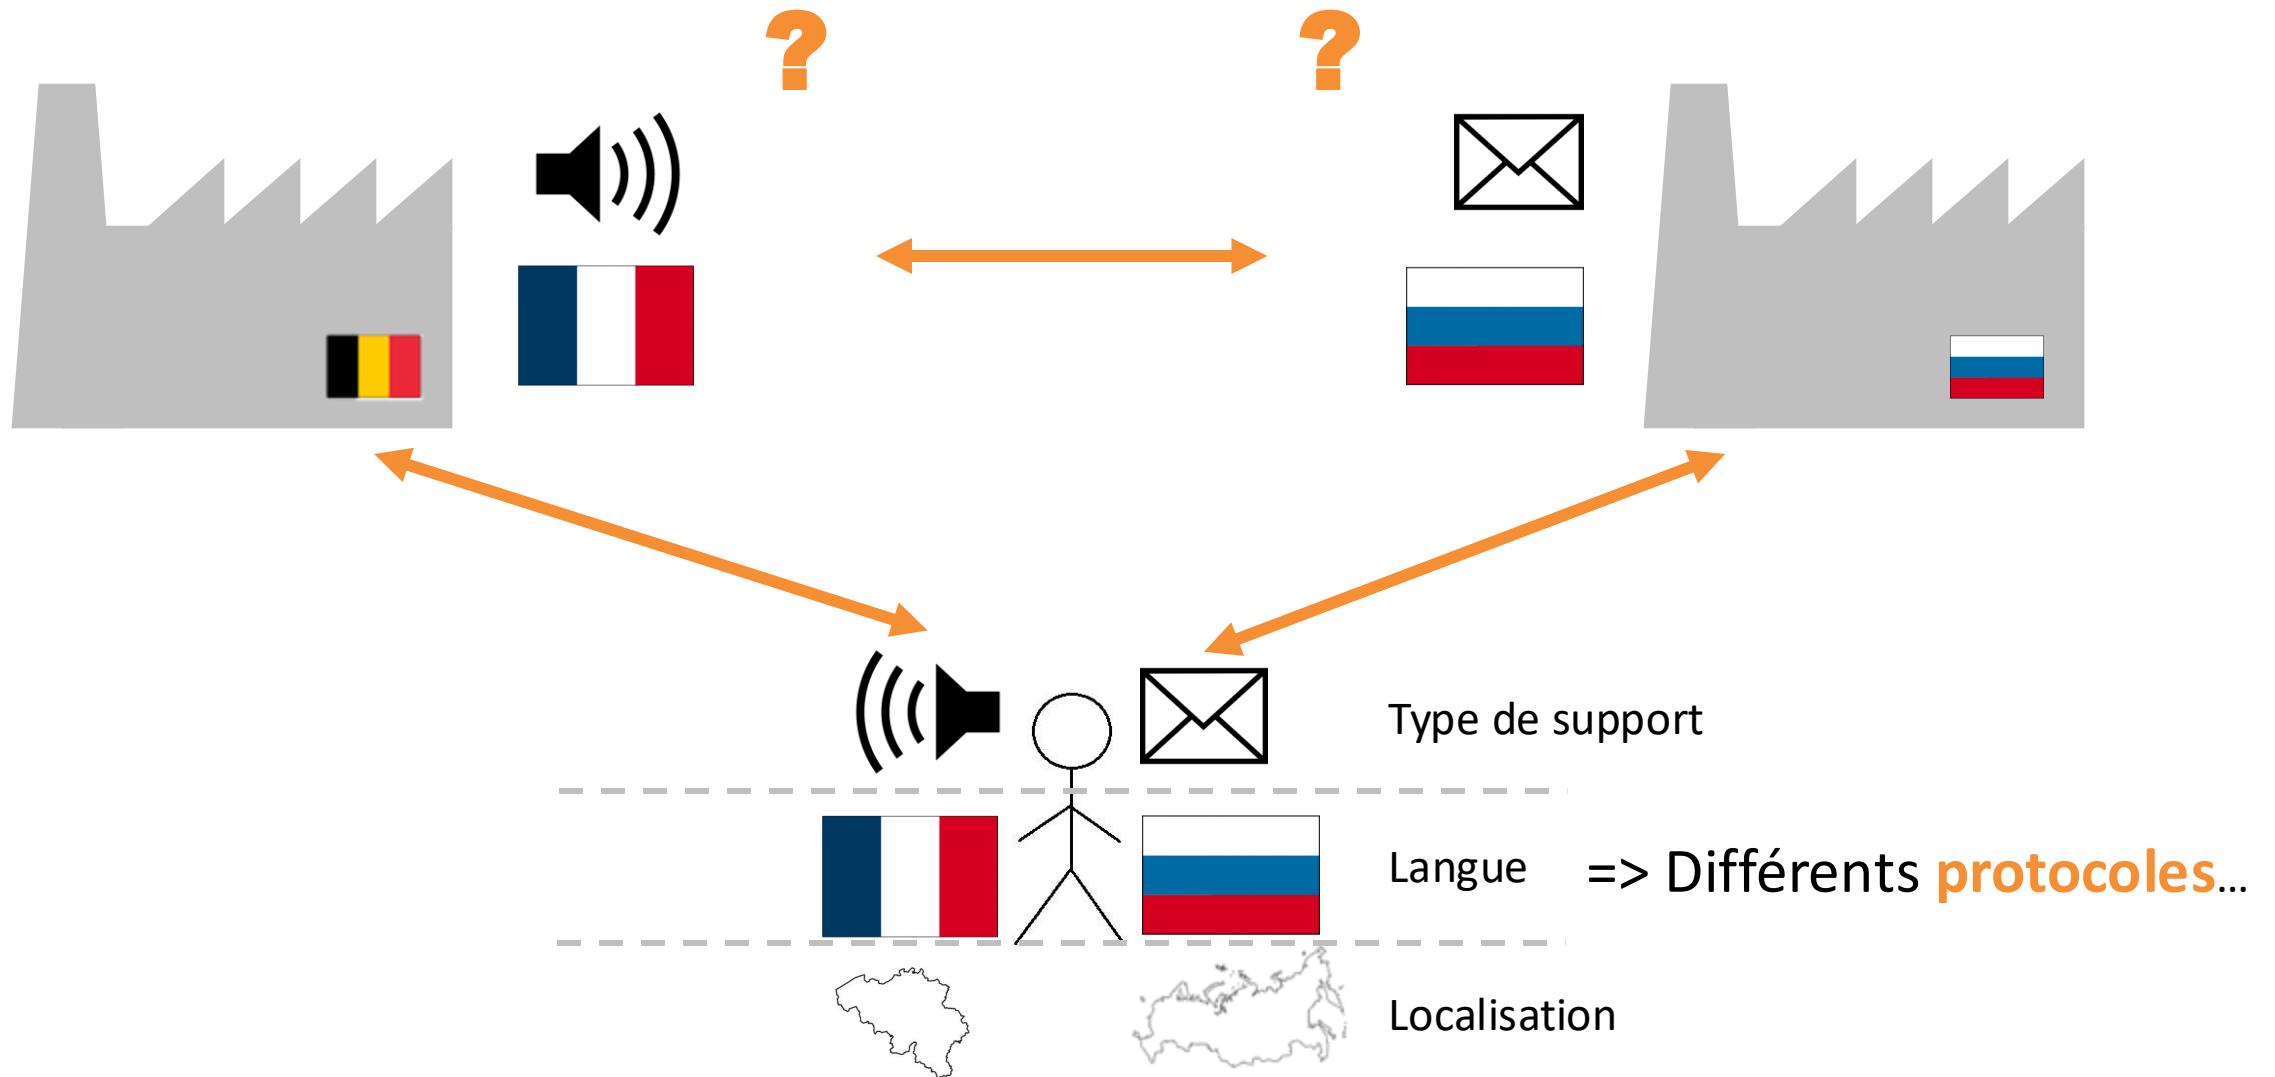 ? ?
Type de support
Langue => Différents protocoles...
Localisation